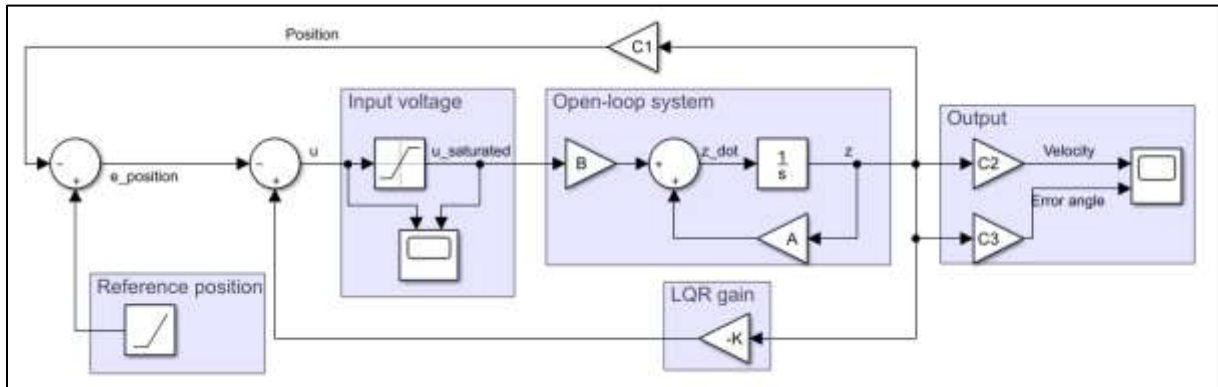 Position
C1
Input voltage
Open-loop system
Output
u
u_saturated
B
z_dot
1
s
z
C2
Velocity
e_position
Error angle
A
C3
Reference position
LQR gain
-K